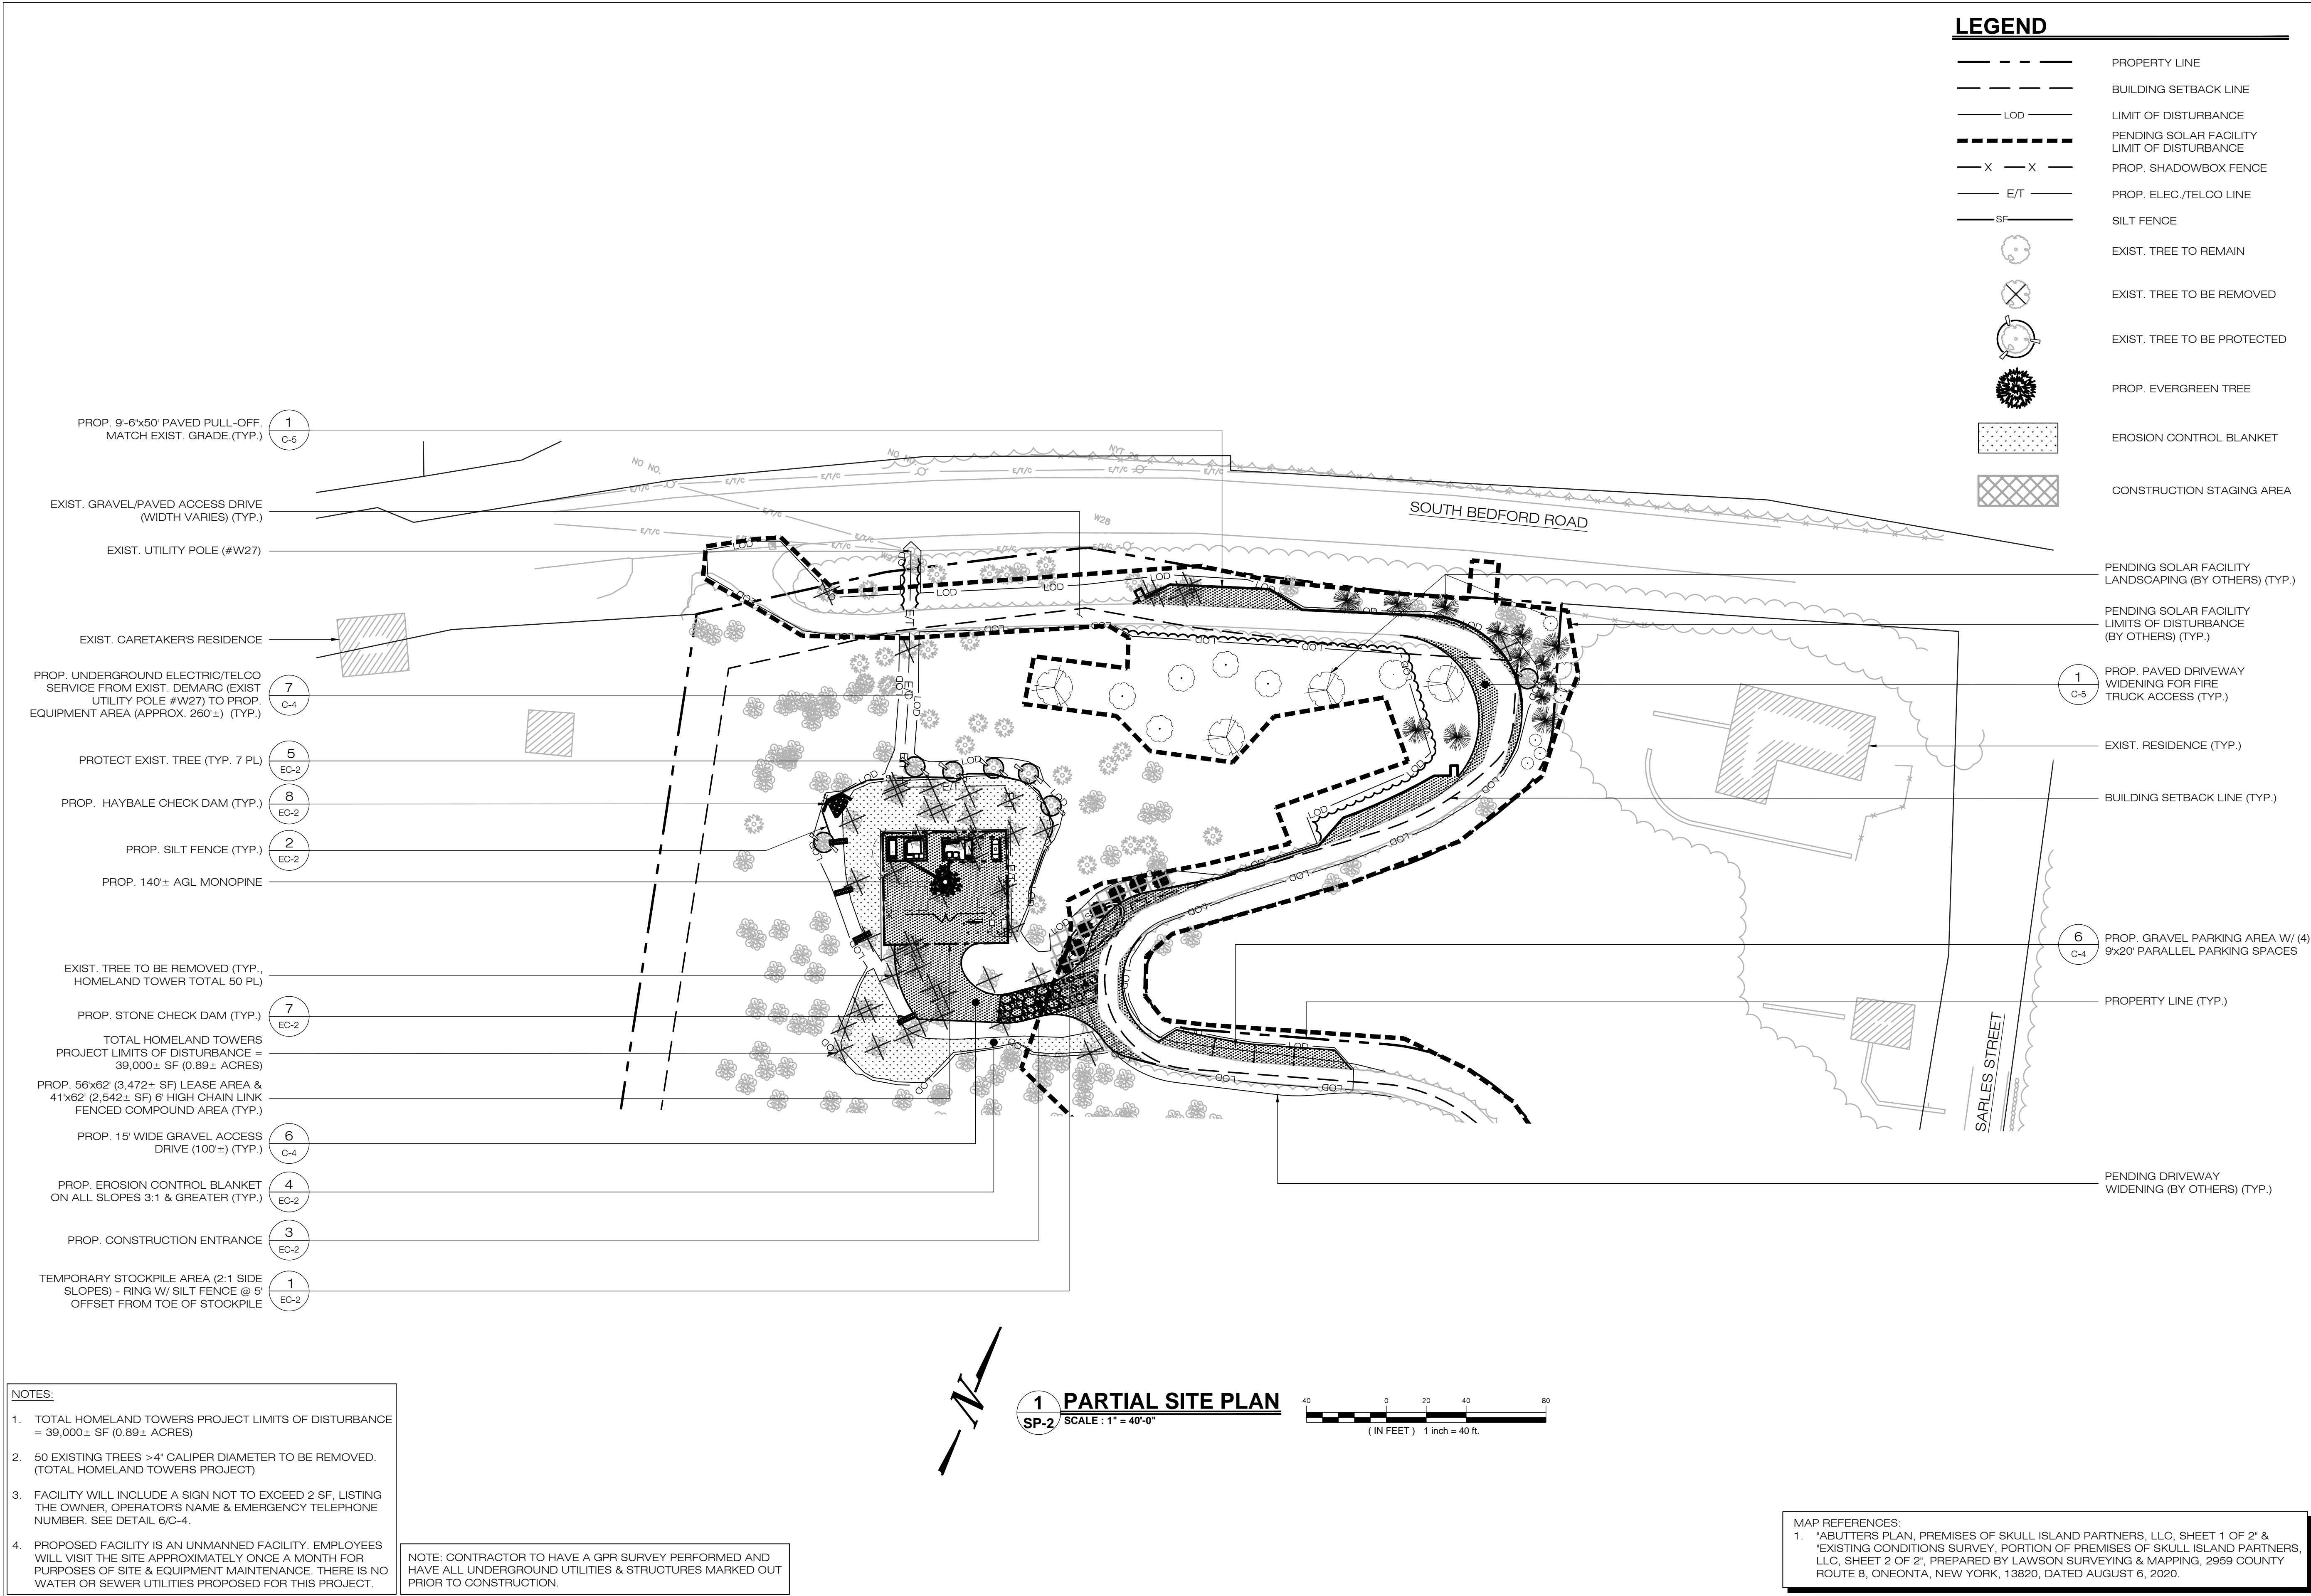 LEGEND
PROPERTY LINE
BUILDING SETBACK LINE
LOD
LIMIT OF DISTURBANCE
PENDING SOLAR FACILITY
LIMIT OF DISTURBANCE
X X
PROP. SHADOWBOX FENCE
E/T
PROP. ELEC./TELCO LINE
SF
SILT FENCE
EXIST. TREE TO REMAIN
EXIST. TREE TO BE REMOVED
EXIST. TREE TO BE PROTECTED
PROP. EVERGREEN TREE
EROSION CONTROL BLANKET
CONSTRUCTION STAGING AREA
PROP. 9'-6"x50' PAVED PULL-OFF.
MATCH EXIST. GRADE.(TYP.)
1
C-5
EXIST. GRAVEL/PAVED ACCESS DRIVE
(WIDTH VARIES) (TYP.)
EXIST. UTILITY POLE (#W27)
EXIST. CARETAKER'S RESIDENCE
PROP. UNDERGROUND ELECTRIC/TELCO
SERVICE FROM EXIST. DEMARC (EXIST
UTILITY POLE #W27) TO PROP.
EQUIPMENT AREA (APPROX. 260'±) (TYP.)
7
C-4
PROTECT EXIST. TREE (TYP. 7 PL)
5
EC-2
PROP. HAYBALE CHECK DAM (TYP.)
8
EC-2
PROP. SILT FENCE (TYP.)
2
EC-2
PROP. 140'± AGL MONOPINE
EXIST. TREE TO BE REMOVED (TYP.,
HOMELAND TOWER TOTAL 50 PL)
PROP. STONE CHECK DAM (TYP.)
7
EC-2
TOTAL HOMELAND TOWERS
PROJECT LIMITS OF DISTURBANCE =
39,000± SF (0.89± ACRES)
PROP. 56'x62' (3,472± SF) LEASE AREA &
41'x62' (2,542± SF) 6' HIGH CHAIN LINK
FENCED COMPOUND AREA (TYP.)
PROP. 15' WIDE GRAVEL ACCESS
DRIVE (100'±) (TYP.)
6
C-4
PROP. EROSION CONTROL BLANKET
ON ALL SLOPES 3:1 & GREATER (TYP.)
4
EC-2
PROP. CONSTRUCTION ENTRANCE
3
EC-2
TEMPORARY STOCKPILE AREA (2:1 SIDE
SLOPES) - RING W/ SILT FENCE @ 5'
OFFSET FROM TOE OF STOCKPILE
1
EC-2
NO. NO.
E/T/C
W28
SOUTH BEDFORD ROAD
LOD
E/T
SARLES STREET
PENDING SOLAR FACILITY
LANDSCAPING (BY OTHERS) (TYP.)
PENDING SOLAR FACILITY
LIMITS OF DISTURBANCE
(BY OTHERS) (TYP.)
1
C-5
PROP. PAVED DRIVEWAY
WIDENING FOR FIRE
TRUCK ACCESS (TYP.)
EXIST. RESIDENCE (TYP.)
BUILDING SETBACK LINE (TYP.)
6
C-4
PROP. GRAVEL PARKING AREA W/ (4)
9'x20' PARALLEL PARKING SPACES
PROPERTY LINE (TYP.)
PENDING DRIVEWAY
WIDENING (BY OTHERS) (TYP.)
N
1
SP-2
PARTIAL SITE PLAN
SCALE : 1" = 40'-0"
40 0 20 40 80
( IN FEET ) 1 inch = 40 ft.
NOTES:
1. TOTAL HOMELAND TOWERS PROJECT LIMITS OF DISTURBANCE
= 39,000± SF (0.89± ACRES)
2. 50 EXISTING TREES >4" CALIPER DIAMETER TO BE REMOVED.
(TOTAL HOMELAND TOWERS PROJECT)
3. FACILITY WILL INCLUDE A SIGN NOT TO EXCEED 2 SF, LISTING
THE OWNER, OPERATOR'S NAME & EMERGENCY TELEPHONE
NUMBER. SEE DETAIL 6/C-4.
4. PROPOSED FACILITY IS AN UNMANNED FACILITY. EMPLOYEES
WILL VISIT THE SITE APPROXIMATELY ONCE A MONTH FOR
PURPOSES OF SITE & EQUIPMENT MAINTENANCE. THERE IS NO
WATER OR SEWER UTILITIES PROPOSED FOR THIS PROJECT.
NOTE: CONTRACTOR TO HAVE A GPR SURVEY PERFORMED AND
HAVE ALL UNDERGROUND UTILITIES & STRUCTURES MARKED OUT
PRIOR TO CONSTRUCTION.
MAP REFERENCES:
1. "ABUTTERS PLAN, PREMISES OF SKULL ISLAND PARTNERS, LLC, SHEET 1 OF 2" &
"EXISTING CONDITIONS SURVEY, PORTION OF PREMISES OF SKULL ISLAND PARTNERS,
LLC, SHEET 2 OF 2", PREPARED BY LAWSON SURVEYING & MAPPING, 2959 COUNTY
ROUTE 8, ONEONTA, NEW YORK, 13820, DATED AUGUST 6, 2020.